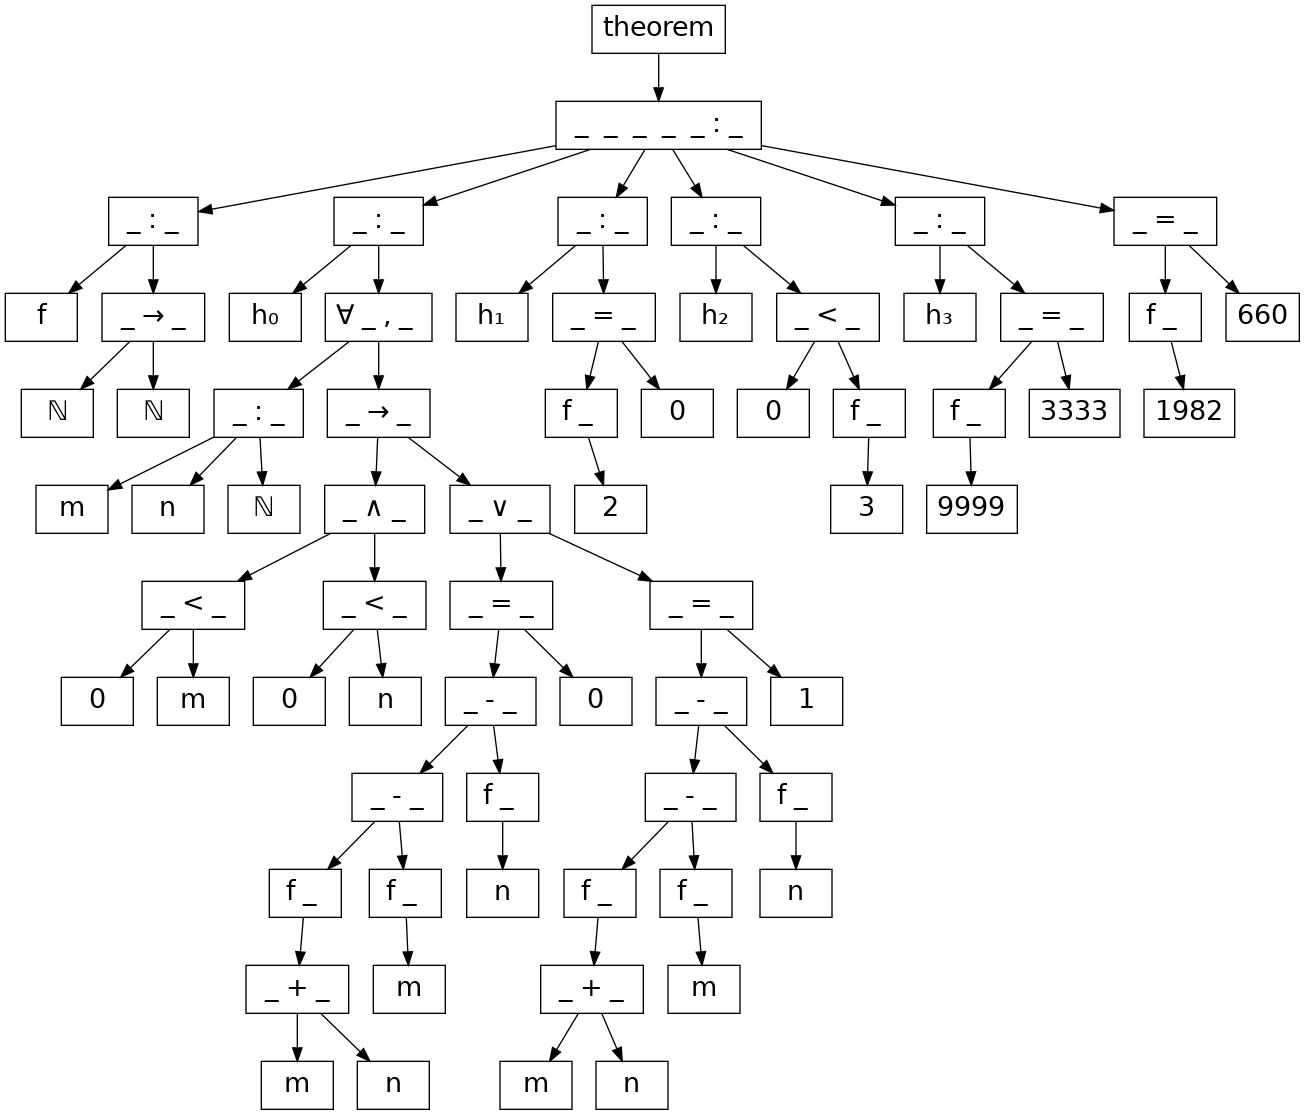 theorem
_ _ _ _ _ : _
_ : _ _ : _ _ : _ _ : _ _ : _ _ = _
f _ → _ h₀ ∀ _ , _ h₁ _ = _ h₂ _ < _ h₃ _ = _ f _ 660
ℕ ℕ _ : _ _ → _ f _ 0 0 f _ f _ 3333 1982
m n ℕ _ ∧ _ _ ∨ _ 2 3 9999
_ < _ _ < _ _ = _ _ = _
0 m 0 n _ - _ 0 _ - _ 1
_ - _ f _ _ - _ f _
f _ f _ n f _ f _ n
_ + _ m _ + _ m
m n m n